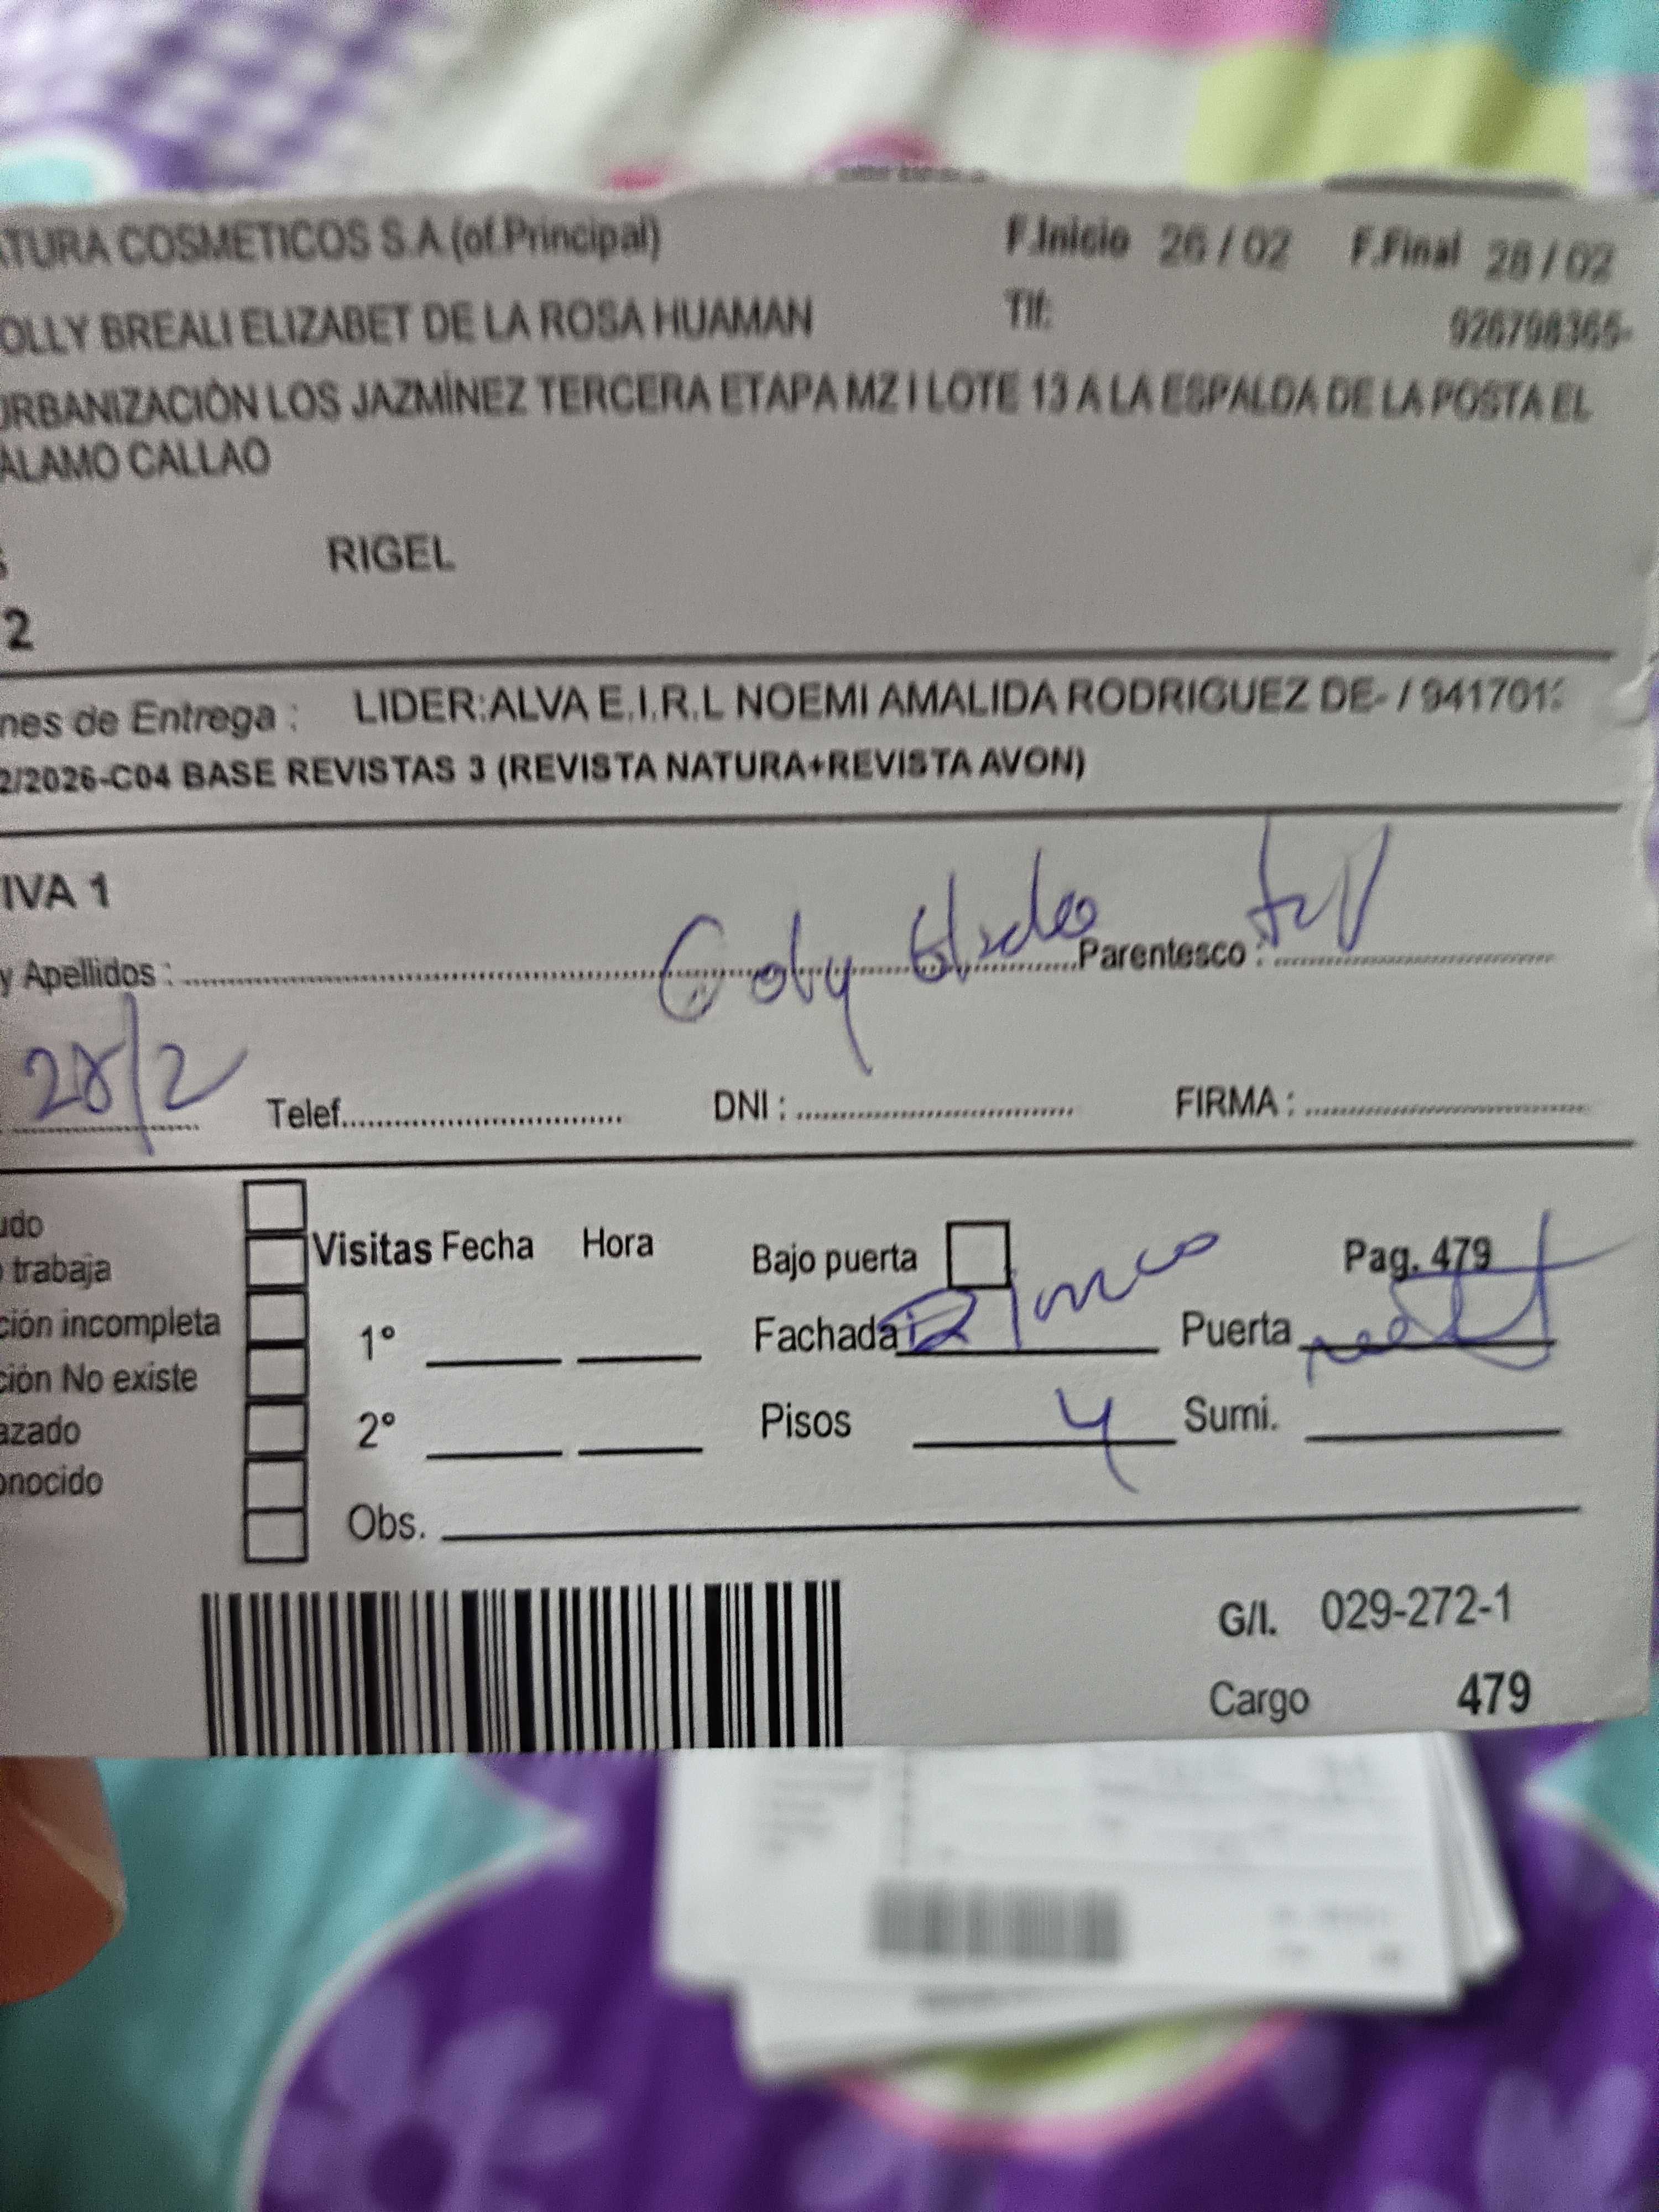 ATURA COSMETICOS S.A (of.Principal) F.Inicio 26 / 02 F.Final 28 / 02
OLLY BREALI ELIZABET DE LA ROSA HUAMAN Tlf: 926798365-
URBANIZACIÓN LOS JAZMÍNEZ TERCERA ETAPA MZ I LOTE 13 A LA ESPALDA DE LA POSTA EL
ALAMO CALLAO
S RIGEL
2
nes de Entrega : LIDER:ALVA E.I.R.L NOEMI AMALIDA RODRIGUEZ DE- / 941701
2/2026-C04 BASE REVISTAS 3 (REVISTA NATURA+REVISTA AVON)
TIVA 1
y Apellidos : Parentesco :
28/2 Telef. DNI : FIRMA :
udo
o trabaja Visitas Fecha Hora Bajo puerta Pag. 479
ción incompleta 1° Fachada Blanco Puerta
ción No existe
azado 2° Pisos 4 Sumi.
onocido
Obs.
G/I. 029-272-1
Cargo 479